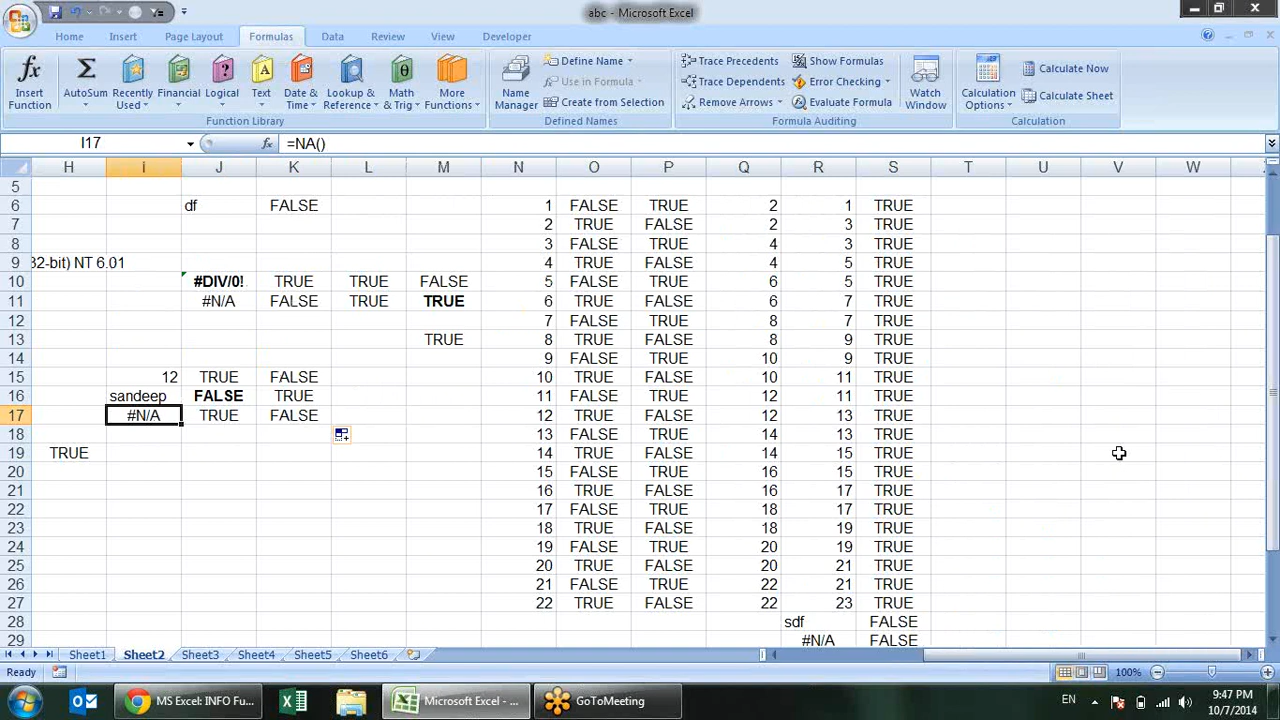 abc - Microsoft Excel
Home Insert Page Layout Formulas Data Review View Developer
Insert Function
AutoSum
Recently Used
Financial
Logical
Text
Date & Time
Lookup & Reference
Math & Trig
More Functions
Function Library
Name Manager
Define Name
Use in Formula
Create from Selection
Defined Names
Trace Precedents
Trace Dependents
Remove Arrows
Show Formulas
Error Checking
Evaluate Formula
Watch Window
Formula Auditing
Calculation Options
Calculate Now
Calculate Sheet
Calculation
I17 fx =NA()
H I J K L M N O P Q R S T U V W
5
6 df FALSE 1 FALSE TRUE 2 1 TRUE
7 2 TRUE FALSE 2 3 TRUE
8 3 FALSE TRUE 4 3 TRUE
9 32-bit) NT 6.01 4 TRUE TRUE 4 5 TRUE
10 #DIV/0! TRUE TRUE FALSE 5 FALSE TRUE 6 5 TRUE
11 #N/A FALSE TRUE TRUE 6 TRUE FALSE 6 7 TRUE
12 7 FALSE TRUE 8 7 TRUE
13 TRUE 8 TRUE FALSE 8 9 TRUE
14 9 FALSE TRUE 10 9 TRUE
15 12 TRUE FALSE 10 TRUE TRUE 10 11 TRUE
16 sandeep FALSE TRUE 11 FALSE TRUE 12 11 TRUE
17 #N/A TRUE FALSE 12 TRUE FALSE 12 13 TRUE
18 13 FALSE TRUE 14 13 TRUE
19 TRUE 14 TRUE FALSE 14 15 TRUE
20 15 FALSE TRUE 16 15 TRUE
21 16 TRUE FALSE 16 17 TRUE
22 17 FALSE TRUE 18 17 TRUE
23 18 TRUE FALSE 18 19 TRUE
24 19 FALSE TRUE 20 19 TRUE
25 20 TRUE FALSE 20 21 TRUE
26 21 FALSE TRUE 22 21 TRUE
27 22 TRUE FALSE 22 23 TRUE
28 sdf FALSE
29 #N/A FALSE
Sheet1 Sheet2 Sheet3 Sheet4 Sheet5 Sheet6
Ready 100%
MS Excel: INFO Fu... Microsoft Excel - ... GoToMeeting EN 9:47 PM
10/7/2014